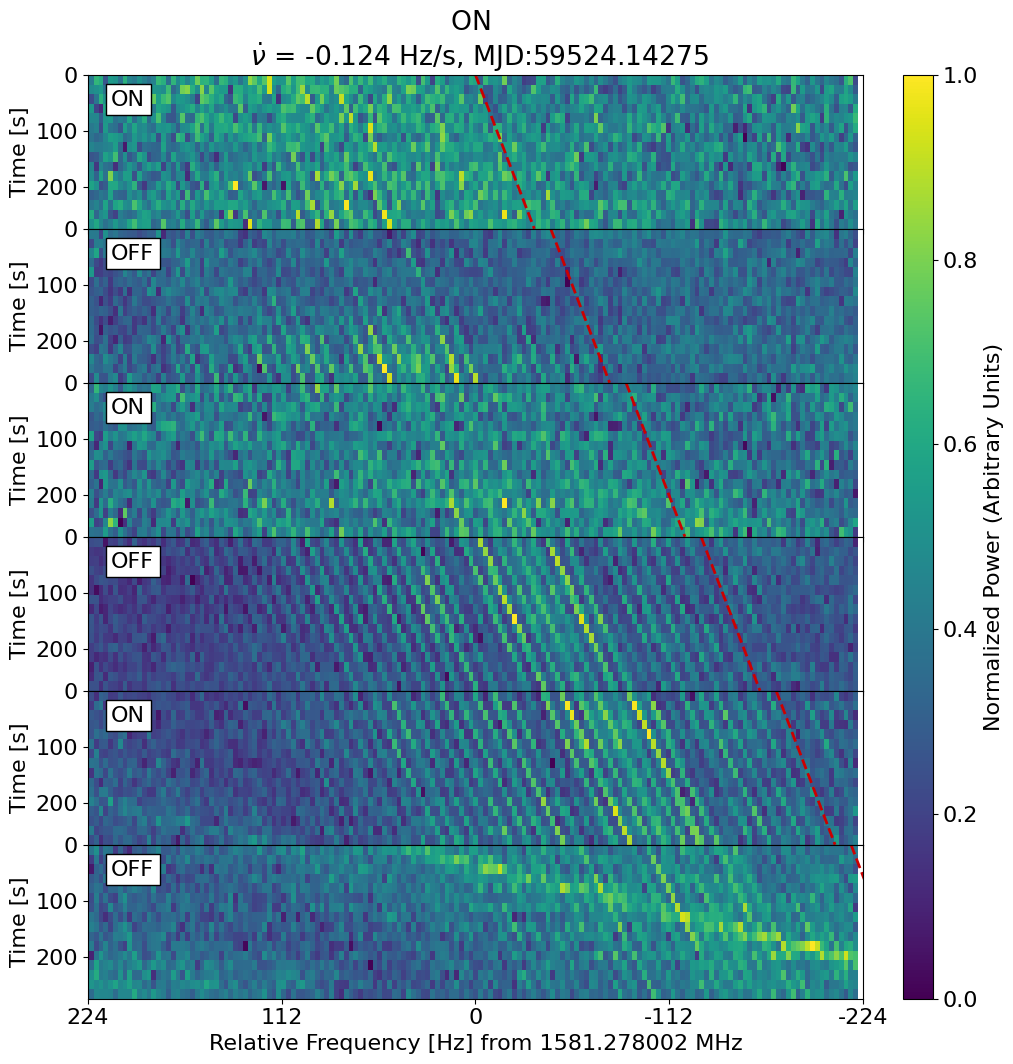 ON
ν̇ = -0.124 Hz/s, MJD:59524.14275
0
100
200
Time [s]
ON
0
100
200
Time [s]
OFF
0
100
200
Time [s]
ON
0
100
200
Time [s]
OFF
0
100
200
Time [s]
ON
0
100
200
Time [s]
OFF
224 112 0 -112 -224
Relative Frequency [Hz] from 1581.278002 MHz
1.0
0.8
0.6
0.4
0.2
0.0
Normalized Power (Arbitrary Units)